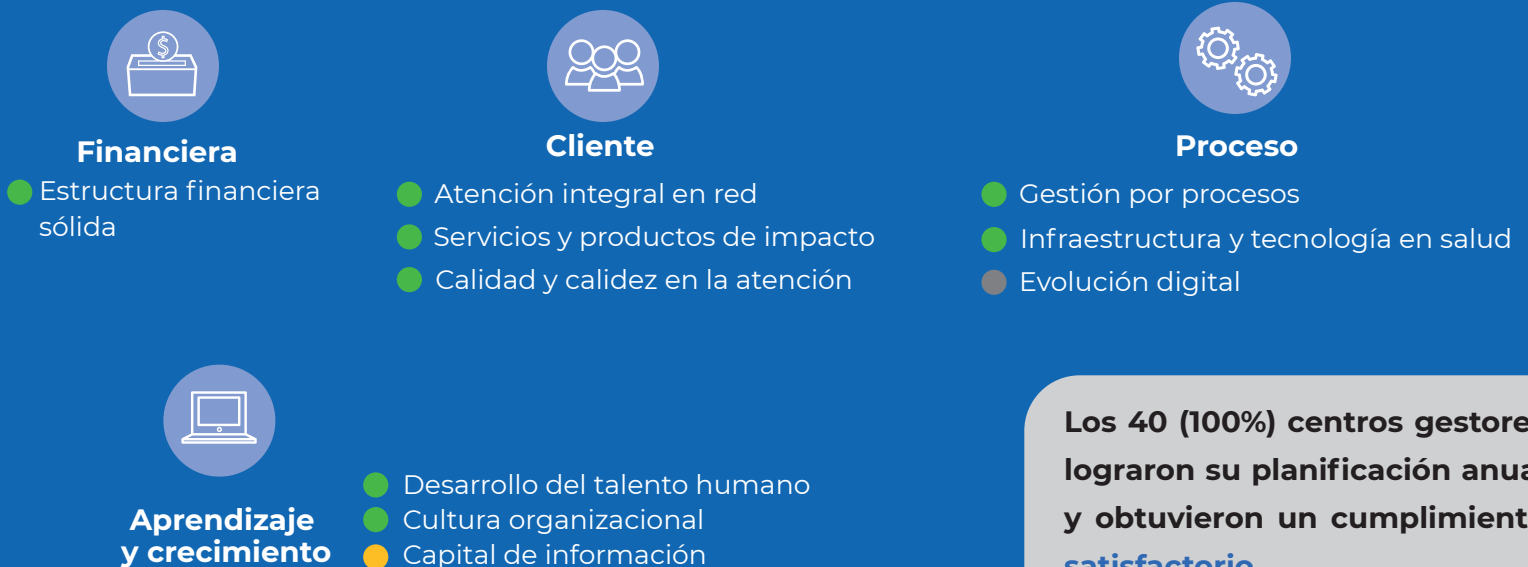 Financiera
Estructura financiera
sólida
Cliente
Atención integral en red
Servicios y productos de impacto
Calidad y calidez en la atención
Proceso
Gestión por procesos
Infraestructura y tecnología en salud
Evolución digital
Aprendizaje
y crecimiento
Desarrollo del talento humano
Cultura organizacional
Capital de información
Los 40 (100%) centros gestore
lograron su planificación anua
y obtuvieron un cumplimient
satisfactorio